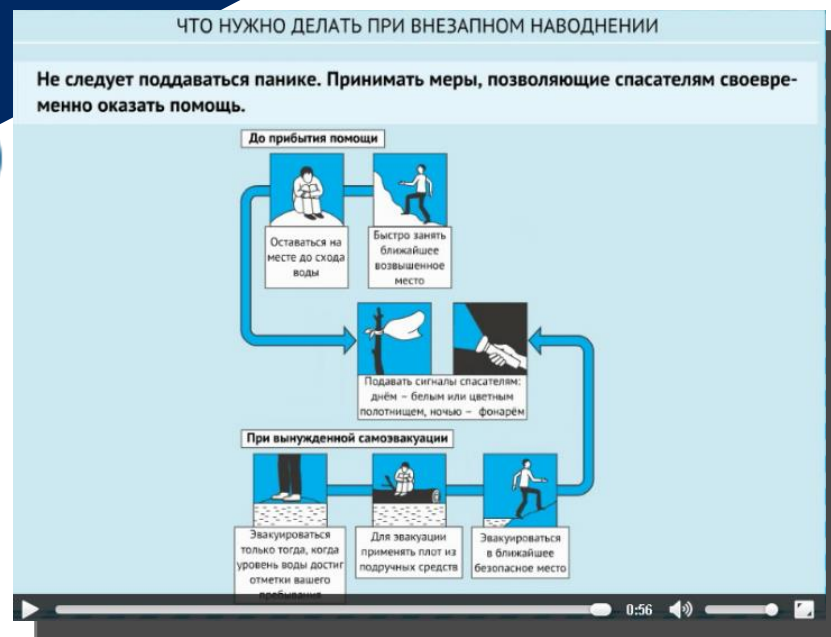 ЧТО НУЖНО ДЕЛАТЬ ПРИ ВНЕЗАПНОМ НАВОДНЕНИИ
Не следует поддаваться панике. Принимать меры, позволяющие спасателям своевре-
менно оказать помощь.
До прибытия помощи
Оставаться на
месте до схода
воды
Быстро занять
ближайшее
возвышенное
место
Подавать сигналы спасателям:
днём – белым или цветным
полотнищем, ночью – фонарём
При вынужденной самоэвакуации
Эвакуироваться
только тогда, когда
уровень воды достиг
отметки вашего
пребывания
Для эвакуации
применять плот из
подручных средств
Эвакуироваться
в ближайшее
безопасное место
0:56